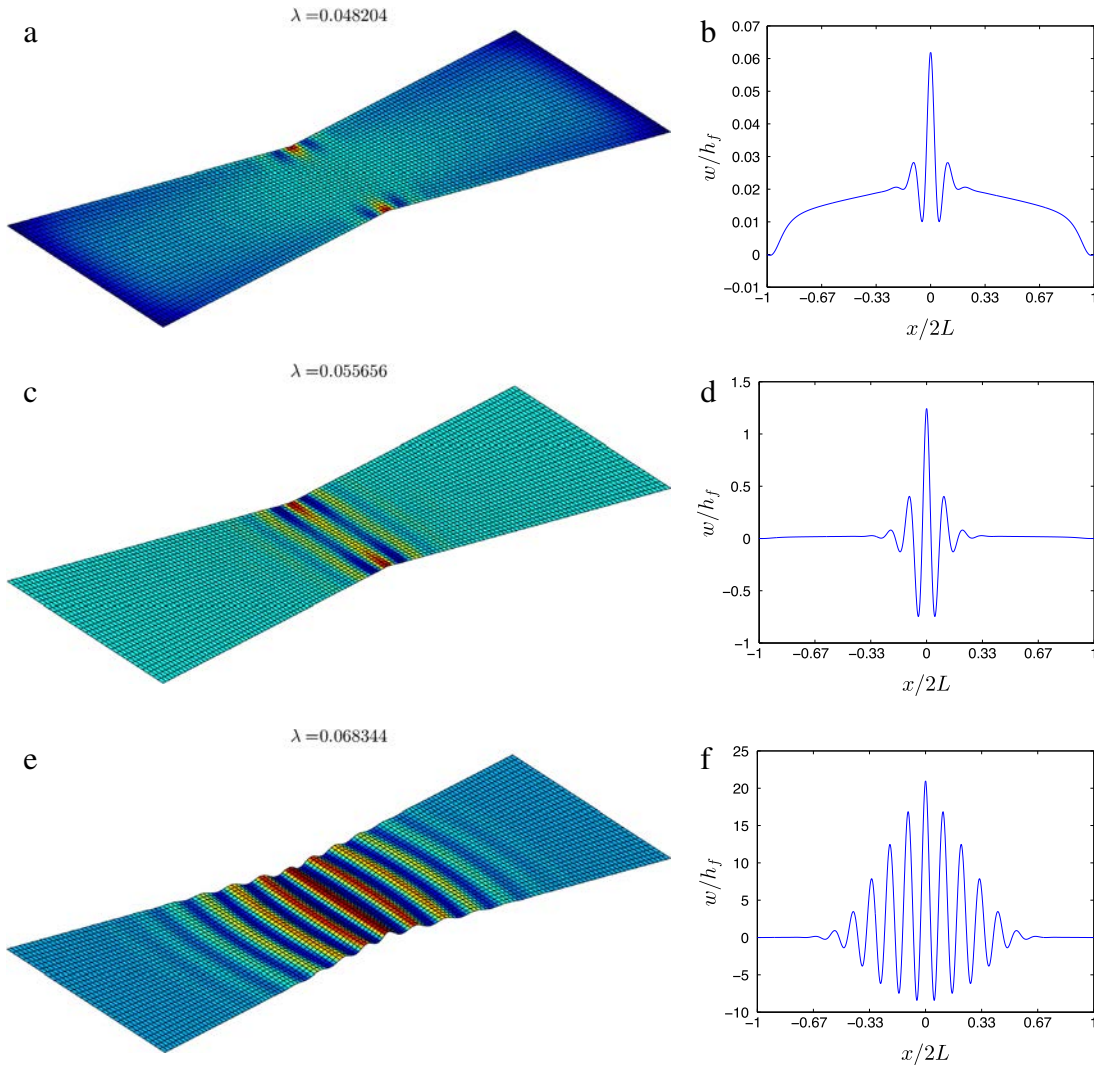 λ =0.048204
a
b
0.07
0.06
0.05
0.04
0.03
0.02
0.01
0
−0.01
w/h_f
−1 −0.67 −0.33 0 0.33 0.67 1
x/2L
λ =0.055656
c
d
1.5
1
0.5
0
−0.5
−1
w/h_f
−1 −0.67 −0.33 0 0.33 0.67 1
x/2L
λ =0.068344
e
f
25
20
15
10
5
0
−5
−10
w/h_f
−1 −0.67 −0.33 0 0.33 0.67 1
x/2L